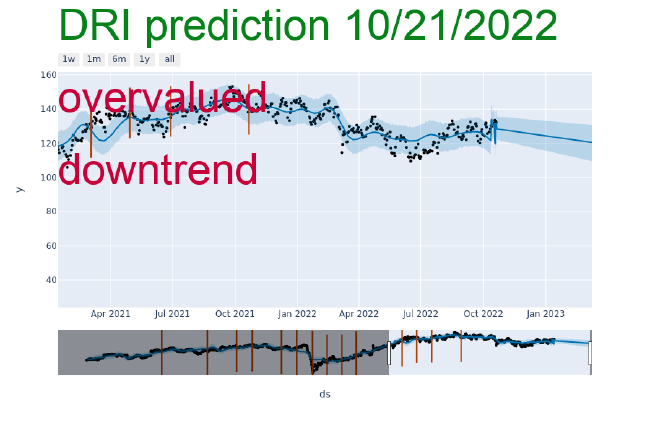 DRI prediction 10/21/2022
1w 1m 6m 1y all
160
overvalued
140
120
downtrend
100
80
60
40
y
Apr 2021 Jul 2021 Oct 2021 Jan 2022 Apr 2022 Jul 2022 Oct 2022 Jan 2023
ds